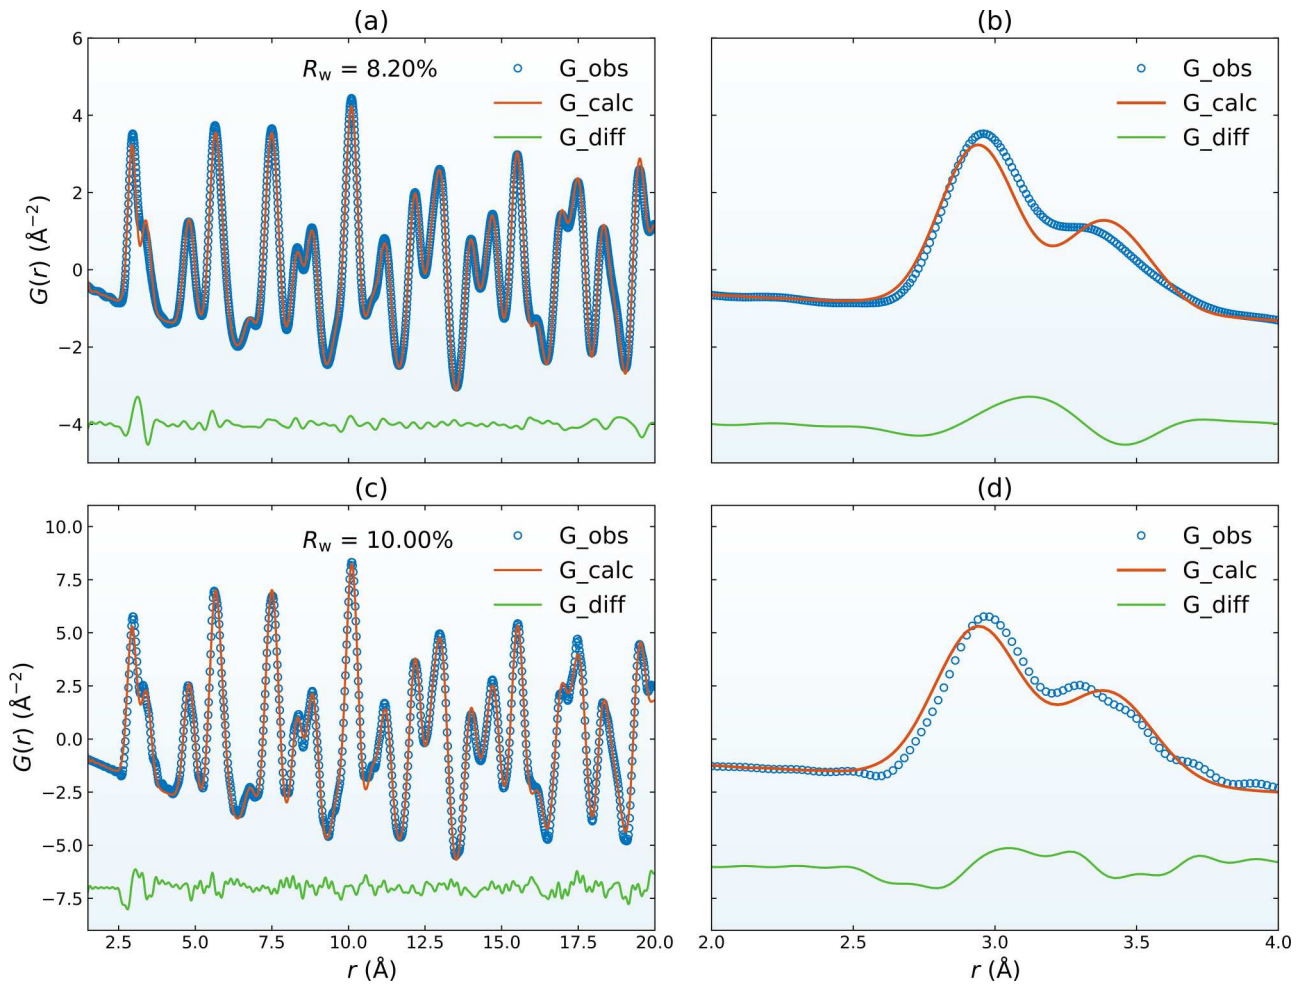 (a)
(b)
6
4
2
0
−2
−4
G(r) (Å⁻²)
R_w = 8.20%
G_obs
G_calc
G_diff
G_obs
G_calc
G_diff
(c)
(d)
10.0
7.5
5.0
2.5
0.0
−2.5
−5.0
−7.5
G(r) (Å⁻²)
R_w = 10.00%
G_obs
G_calc
G_diff
G_obs
G_calc
G_diff
2.5 5.0 7.5 10.0 12.5 15.0 17.5 20.0
2.0 2.5 3.0 3.5 4.0
r (Å)
r (Å)